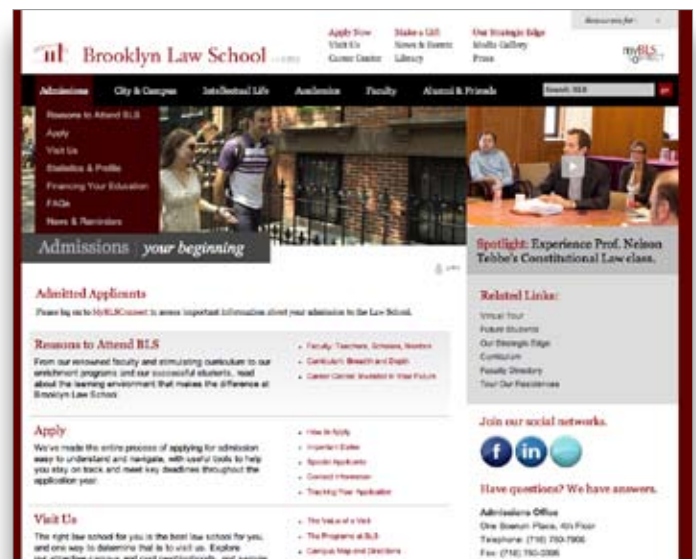 Resources for:
Apply Now
Visit Us
Career Center
Make a Gift
News & Events
Library
Our Strategic Edge
Media Gallery
Press
Brooklyn Law School
myBLS
Admissions City & Campus Intellectual Life Academics Faculty Alumni & Friends Search BLS
Reasons to Attend BLS
Apply
Visit Us
Statistics & Profile
Financing Your Education
FAQs
News & Reminders
Admissions your beginning
Spotlight: Experience Prof. Nelson
Tebbe's Constitutional Law class.
Admitted Applicants
Please log on to MyBLSConnect to access important information about your admission to the Law School.
Reasons to Attend BLS
From our renowned faculty and stimulating curriculum to our
enrichment programs and our successful students, read
about the learning environment that makes the difference at
Brooklyn Law School.
Faculty: Teachers, Scholars, Mentors
Curriculum: Breadth and Depth
Career Center: Invested in Your Future
Apply
We've made the entire process of applying for admission
easy to understand and navigate, with useful tools to help
you stay on track and meet key deadlines throughout the
application year.
How to Apply
Important Dates
Special Applicants
Contact Information
Tracking Your Application
Visit Us
The right law school for you is the best law school for you,
and one way to determine that is to visit us. Explore
The Value of a Visit
The Programs at BLS
Campus Map and Directions
Related Links:
Virtual Tour
Future Students
Our Strategic Edge
Curriculum
Faculty Directory
Tour Our Residences
Join our social networks.
f in
Have questions? We have answers.
Admissions Office
One Boerum Place, 4th Floor
Telephone: (718) 780-7906
Fax: (718) 780-0395